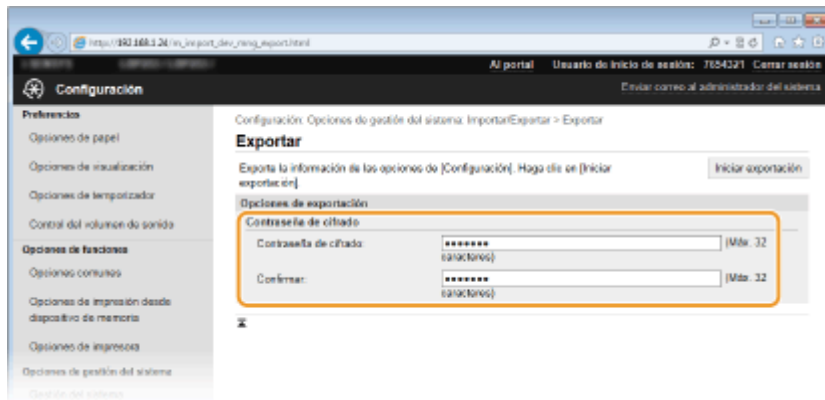 http://192.168.1.24/m_import_dev_mng_export.html
Al portal Usuario de inicio de sesión: 7654321 Cerrar sesión
Configuración
Enviar correo al administrador del sistema
Preferencias
Opciones de papel
Opciones de visualización
Opciones de temporizador
Control del volumen de sonido
Opciones de funciones
Opciones comunes
Opciones de impresión desde
dispositivo de memoria
Opciones de impresora
Opciones de gestión del sistema
Gestión del sistema
Configuración: Opciones de gestión del sistema: Importar/Exportar > Exportar
Exportar
Exporta la información de las opciones de [Configuración]. Haga clic en [Iniciar
exportación].
Iniciar exportación
Opciones de exportación
Contraseña de cifrado
Contraseña de cifrado: ••••••• (Máx. 32
caracteres)
Confirmar: ••••••• (Máx. 32
caracteres)